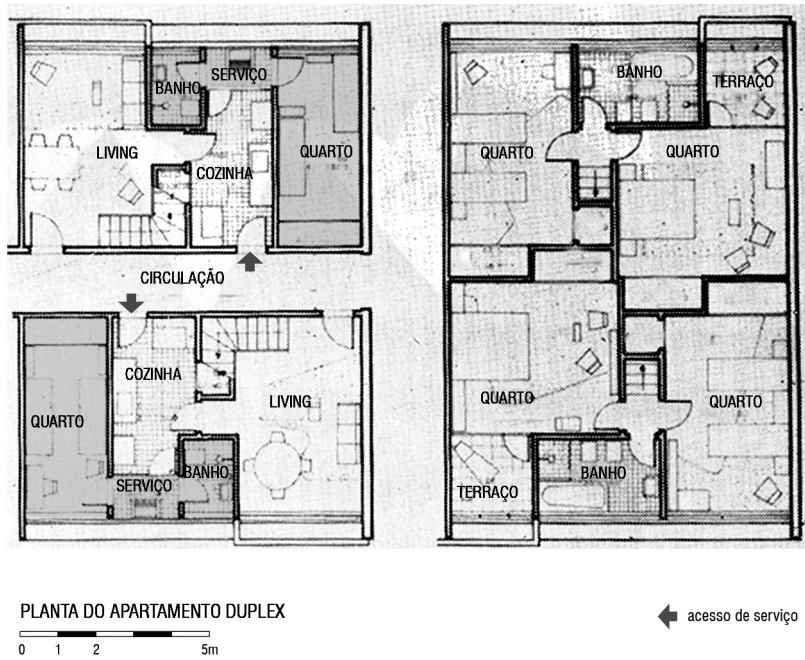 SERVIÇO
BANHO
LIVING
COZINHA
QUARTO
CIRCULAÇÃO
COZINHA
QUARTO
LIVING
SERVIÇO
BANHO
BANHO
TERRAÇO
QUARTO
QUARTO
QUARTO
QUARTO
TERRAÇO
BANHO
PLANTA DO APARTAMENTO DUPLEX
0 1 2 5m
acesso de serviço